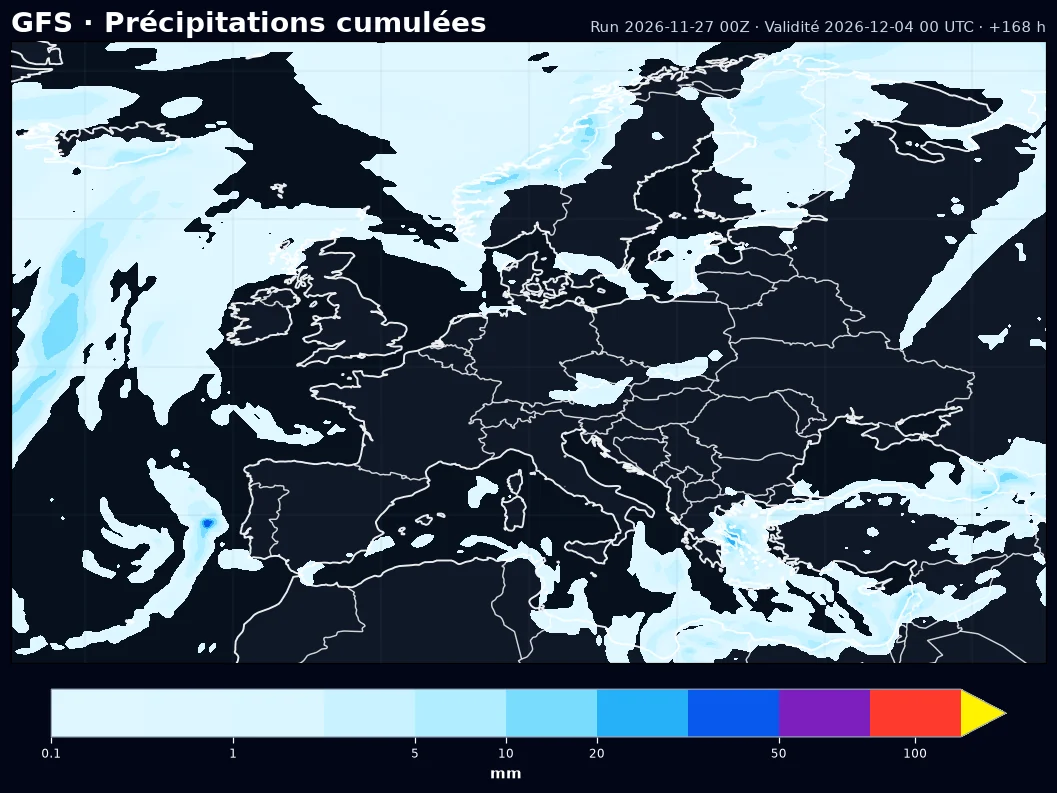 GFS · Précipitations cumulées
Run 2026-11-27 00Z · Validité 2026-12-04 00 UTC · +168 h
0.1 1 5 10 20 50 100
mm